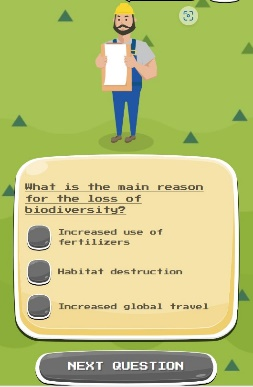 What is the main reason
for the loss of
biodiversity?
Increased use of
fertilizers
Habitat destruction
Increased global travel
NEXT QUESTION